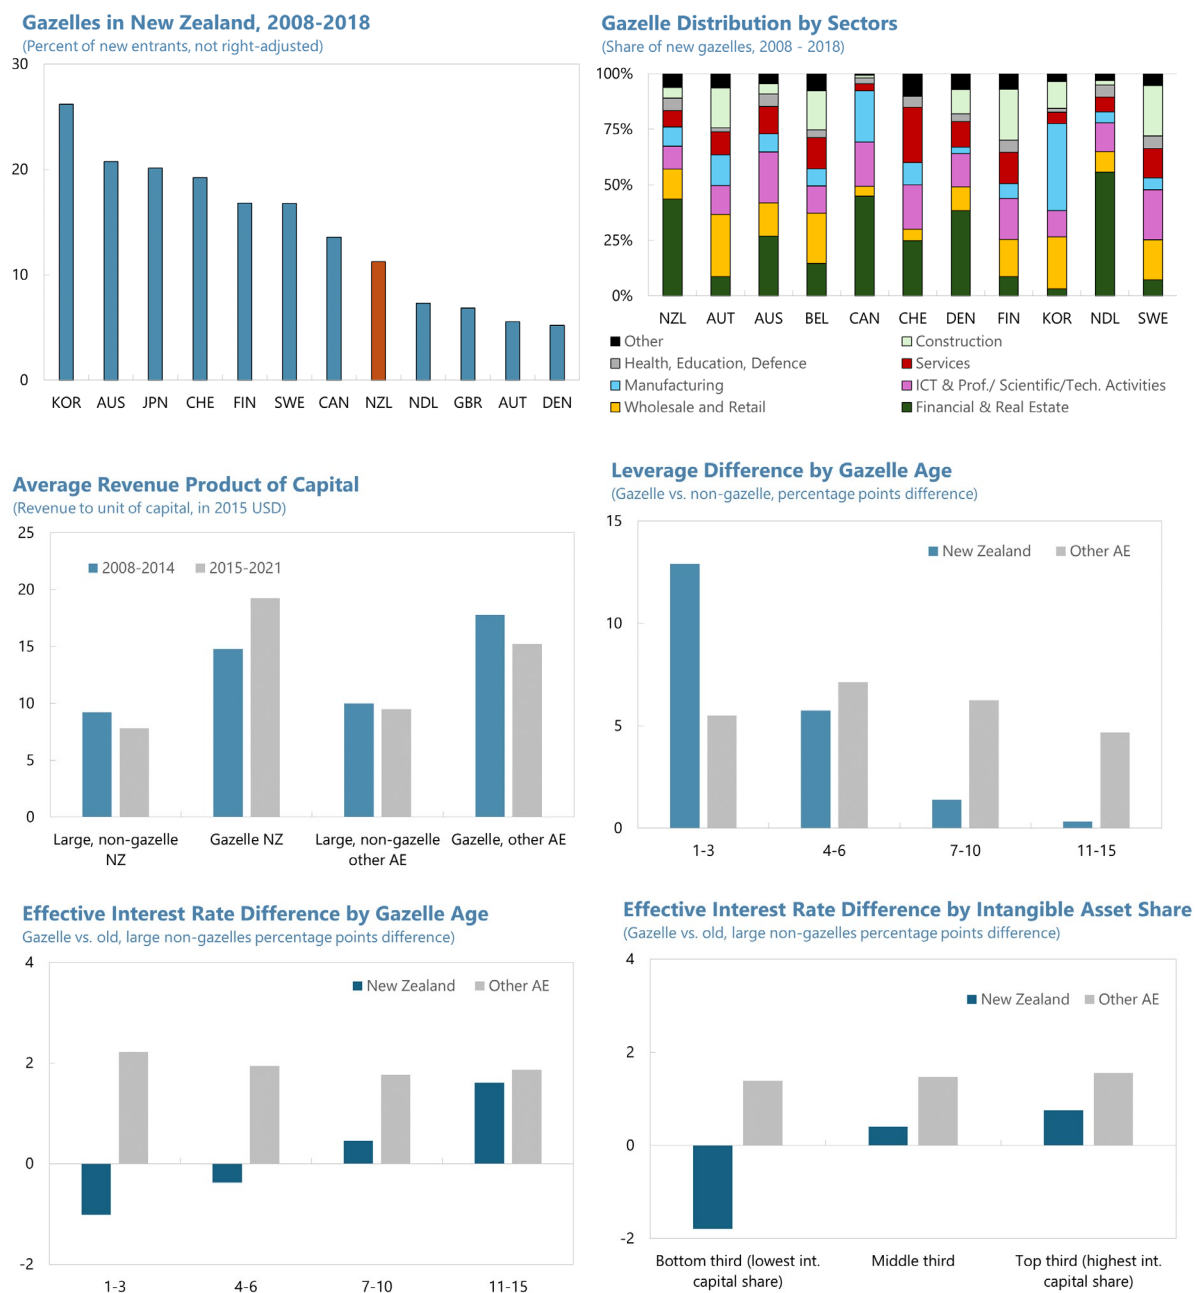 Gazelles in New Zealand, 2008-2018
(Percent of new entrants, not right-adjusted)
30
20
10
0
KOR AUS JPN CHE FIN SWE CAN NZL NDL GBR AUT DEN
Gazelle Distribution by Sectors
(Share of new gazelles, 2008 - 2018)
100%
75%
50%
25%
0%
NZL AUT AUS BEL CAN CHE DEN FIN KOR NDL SWE
Other
Construction
Health, Education, Defence
Services
Manufacturing
ICT & Prof./ Scientific/Tech. Activities
Wholesale and Retail
Financial & Real Estate
Average Revenue Product of Capital
(Revenue to unit of capital, in 2015 USD)
25
20
15
10
5
0
2008-2014 2015-2021
Large, non-gazelle Gazelle NZ Large, non-gazelle Gazelle, other AE
NZ other AE
Leverage Difference by Gazelle Age
(Gazelle vs. non-gazelle, percentage points difference)
15
10
5
0
New Zealand Other AE
1-3 4-6 7-10 11-15
Effective Interest Rate Difference by Gazelle Age
Gazelle vs. old, large non-gazelles percentage points difference)
4
2
0
-2
New Zealand Other AE
1-3 4-6 7-10 11-15
Effective Interest Rate Difference by Intangible Asset Share
(Gazelle vs. old, large non-gazelles percentage points difference)
4
2
0
-2
New Zealand Other AE
Bottom third (lowest int. Middle third Top third (highest int.
capital share) capital share)